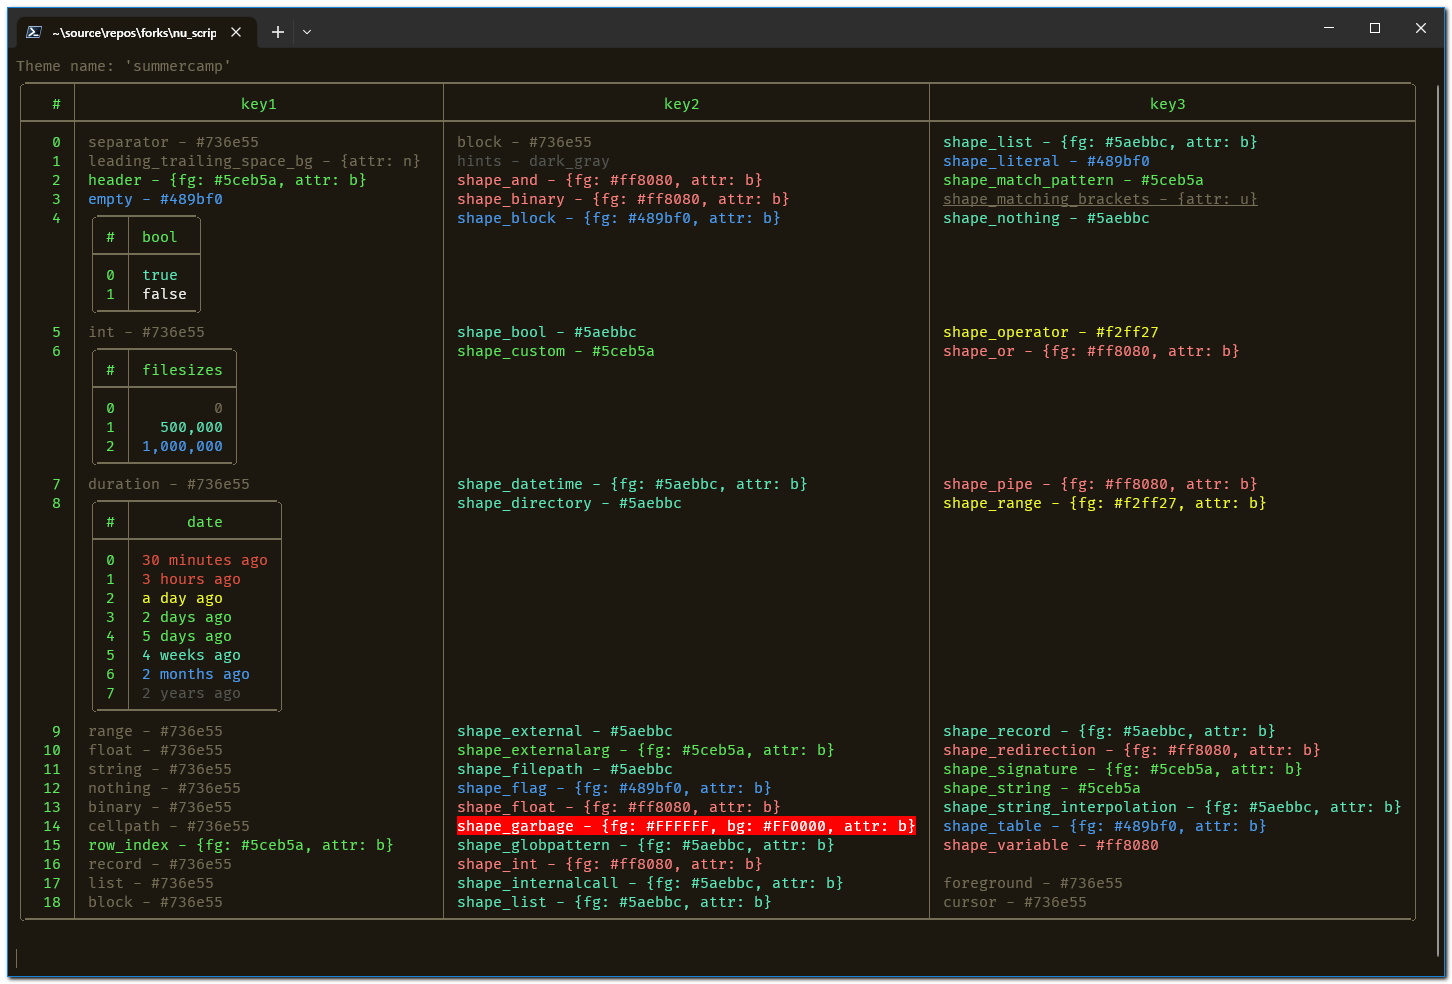 ~\source\repos\forks\nu_scrip
Theme name: 'summercamp'
# key1 key2 key3
0 separator - #736e55 block - #736e55 shape_list - {fg: #5aebbc, attr: b}
1 leading_trailing_space_bg - {attr: n} hints - dark_gray shape_literal - #489bf0
2 header - {fg: #5ceb5a, attr: b} shape_and - {fg: #ff8080, attr: b} shape_match_pattern - #5ceb5a
3 empty - #489bf0 shape_binary - {fg: #ff8080, attr: b} shape_matching_brackets - {attr: u}
4 shape_block - {fg: #489bf0, attr: b} shape_nothing - #5aebbc
# bool
0 true
1 false
5 int - #736e55 shape_bool - #5aebbc shape_operator - #f2ff27
6 shape_custom - #5ceb5a shape_or - {fg: #ff8080, attr: b}
# filesizes
0 0
1 500,000
2 1,000,000
7 duration - #736e55 shape_datetime - {fg: #5aebbc, attr: b} shape_pipe - {fg: #ff8080, attr: b}
8 shape_directory - #5aebbc shape_range - {fg: #f2ff27, attr: b}
# date
0 30 minutes ago
1 3 hours ago
2 a day ago
3 2 days ago
4 5 days ago
5 4 weeks ago
6 2 months ago
7 2 years ago
9 range - #736e55 shape_external - #5aebbc shape_record - {fg: #5aebbc, attr: b}
10 float - #736e55 shape_externalarg - {fg: #5ceb5a, attr: b} shape_redirection - {fg: #ff8080, attr: b}
11 string - #736e55 shape_filepath - #5aebbc shape_signature - {fg: #5ceb5a, attr: b}
12 nothing - #736e55 shape_flag - {fg: #489bf0, attr: b} shape_string - #5ceb5a
13 binary - #736e55 shape_float - {fg: #ff8080, attr: b} shape_string_interpolation - {fg: #5aebbc, attr: b}
14 cellpath - #736e55 shape_garbage - {fg: #FFFFFF, bg: #FF0000, attr: b} shape_table - {fg: #489bf0, attr: b}
15 row_index - {fg: #5ceb5a, attr: b} shape_globpattern - {fg: #5aebbc, attr: b} shape_variable - #ff8080
16 record - #736e55 shape_int - {fg: #ff8080, attr: b}
17 list - #736e55 shape_internalcall - {fg: #5aebbc, attr: b} foreground - #736e55
18 block - #736e55 shape_list - {fg: #5aebbc, attr: b} cursor - #736e55